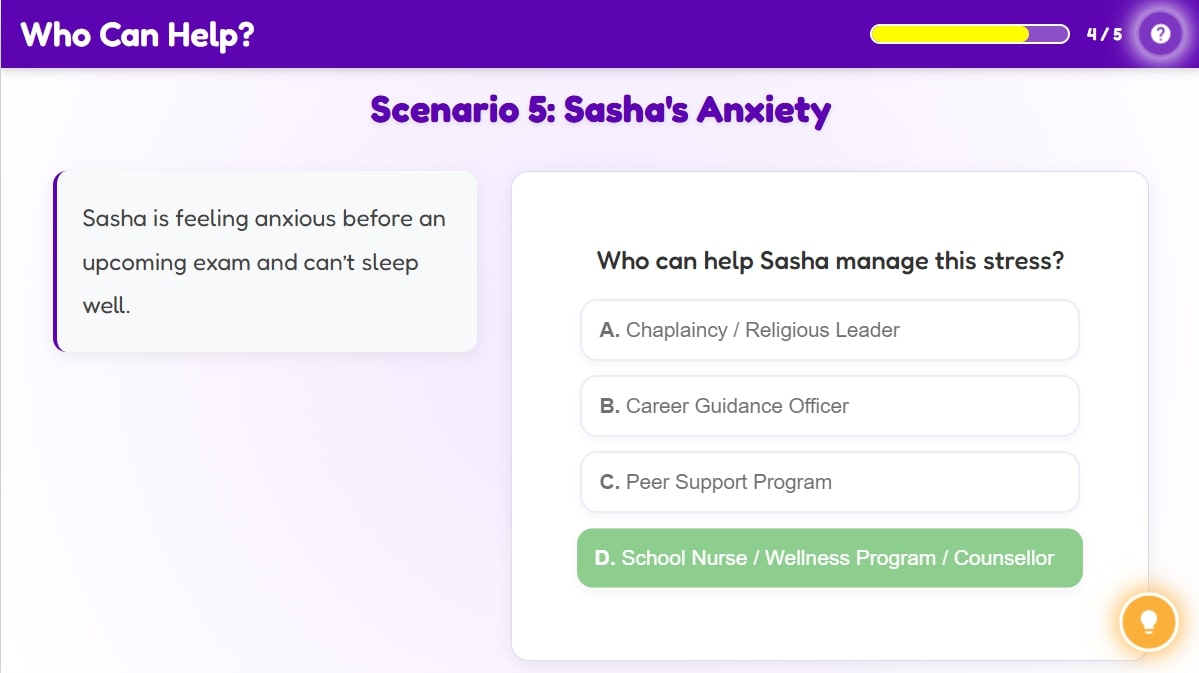 Who Can Help?
4 / 5
?
Scenario 5: Sasha's Anxiety
Sasha is feeling anxious before an
upcoming exam and can't sleep
well.
Who can help Sasha manage this stress?
A. Chaplaincy / Religious Leader
B. Career Guidance Officer
C. Peer Support Program
D. School Nurse / Wellness Program / Counsellor